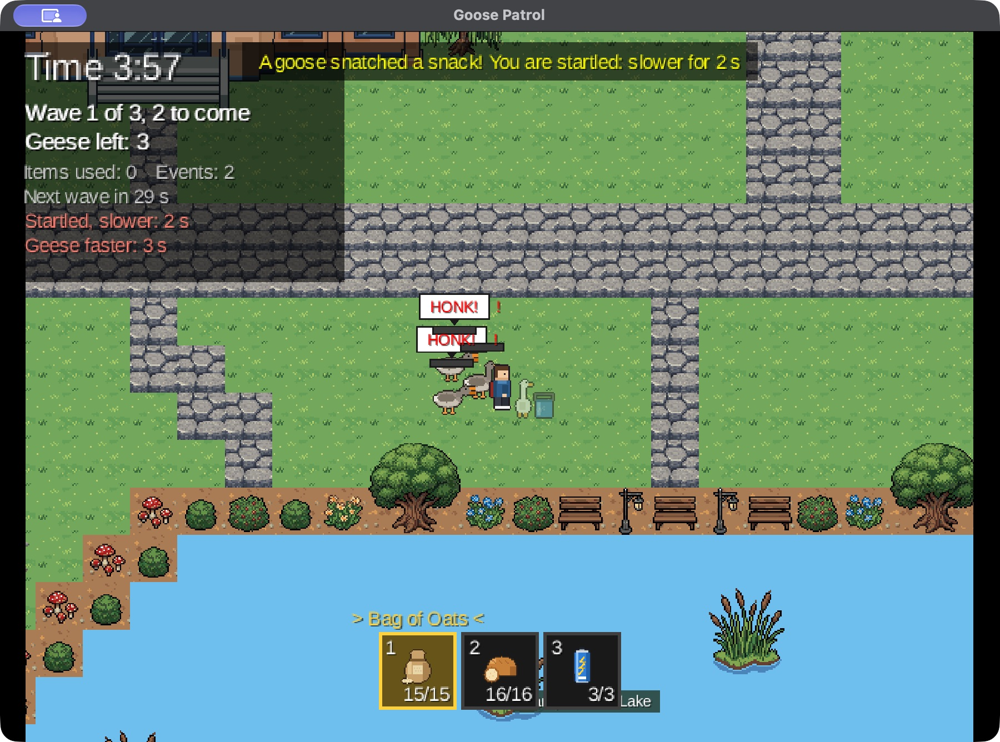 Goose Patrol
Time 3:57
A goose snatched a snack! You are startled: slower for 2 s
Wave 1 of 3, 2 to come
Geese left: 3
Items used: 0 Events: 2
Next wave in 29 s
Startled, slower: 2 s
Geese faster: 3 s
HONK! !
HONK! !
> Bag of Oats <
1 2 3
15/15 16/16 3/3
Lake